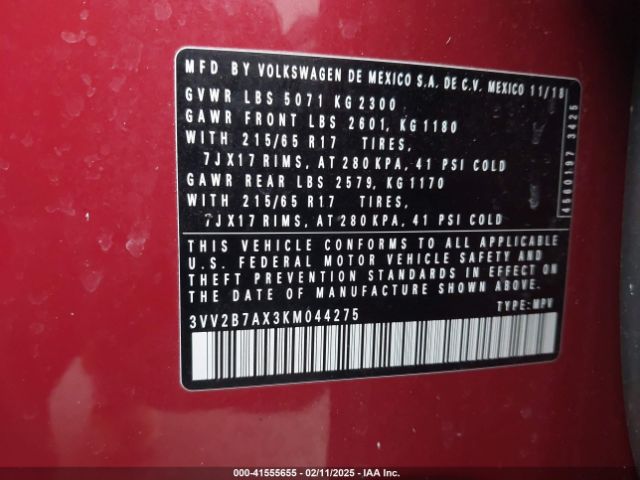 MFD BY VOLKSWAGEN DE MEXICO S.A. DE C.V. MEXICO 11/18
GVWR LBS 5071 KG 2300
GAWR FRONT LBS 2601, KG 1180
WITH 215/65 R17 TIRES,
7JX17 RIMS, AT 280 KPA, 41 PSI COLD
GAWR REAR LBS 2579, KG 1170
WITH 215/65 R17 TIRES,
7JX17 RIMS, AT 280 KPA, 41 PSI COLD
4500197 3425
THIS VEHICLE CONFORMS TO ALL APPLICABLE
U.S. FEDERAL MOTOR VEHICLE SAFETY AND
THEFT PREVENTION STANDARDS IN EFFECT ON
THE DATE OF MANUFACTURE SHOWN ABOVE.
3VV2B7AX3KM044275
TYPE: MPV
000-41555655 - 02/11/2025 - IAA Inc.